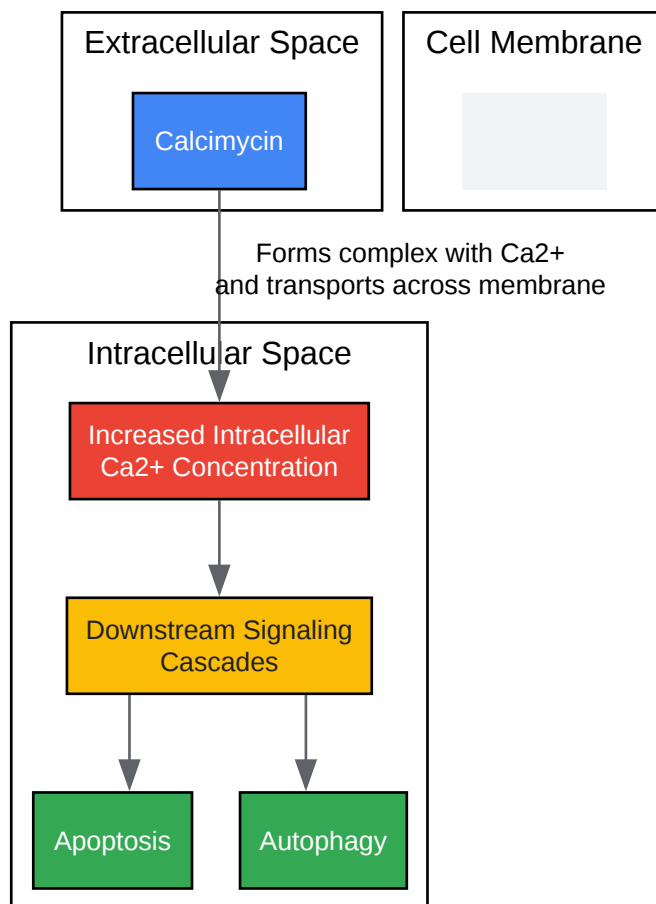 Extracellular Space
Cell Membrane
Calcimycin
Forms complex with Ca2+
and transports across membrane
Intracellular Space
Increased Intracellular
Ca2+ Concentration
Downstream Signaling
Cascades
Apoptosis
Autophagy